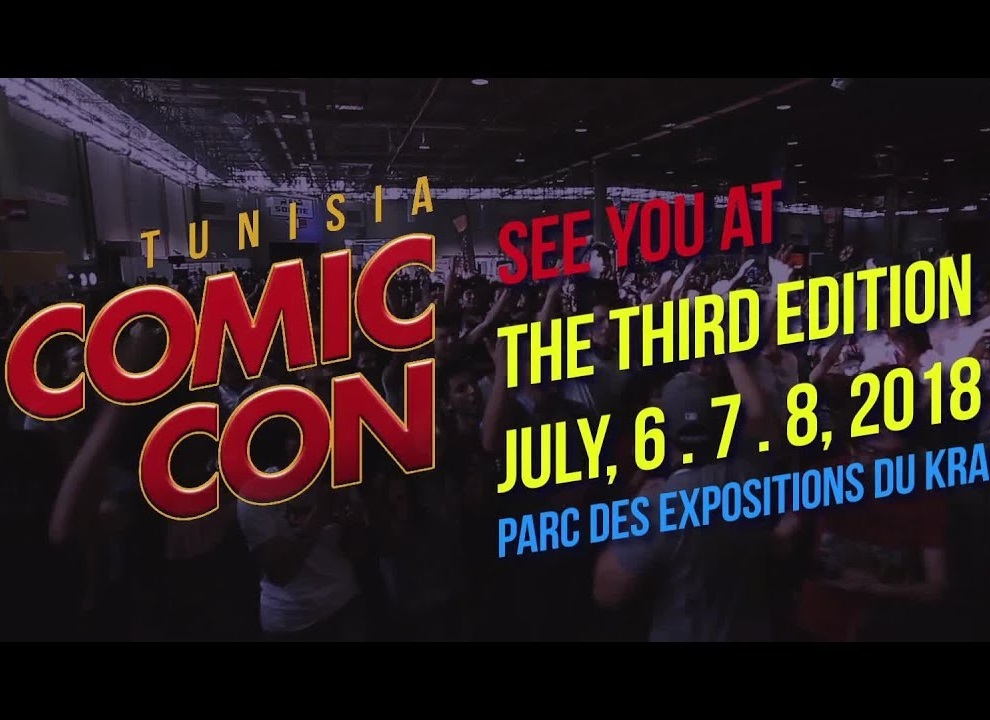 TUNISIA
COMIC
CON
SEE YOU AT
THE THIRD EDITION
JULY, 6 . 7 . 8, 2018
PARC DES EXPOSITIONS DU KRA